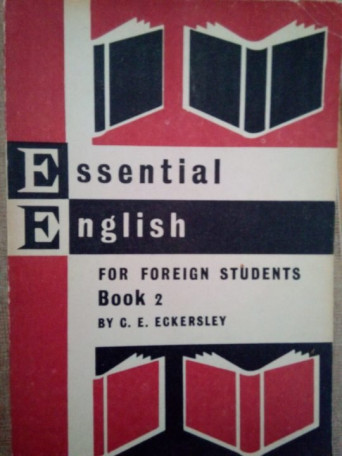 Essential
English
FOR FOREIGN STUDENTS
Book 2
BY C. E. ECKERSLEY